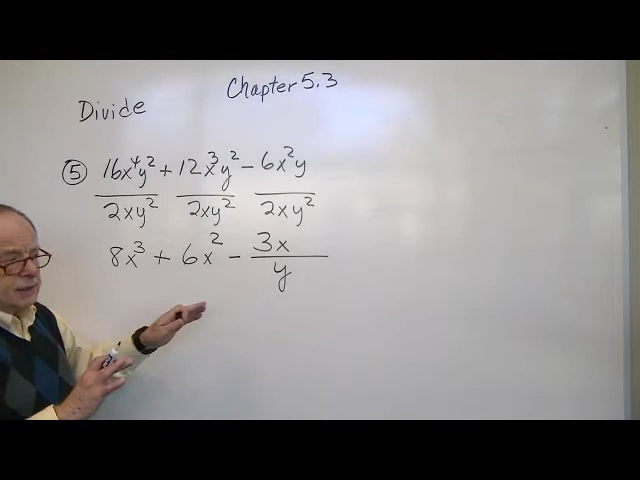 Chapter 5.3
Divide
⑤ 16x⁴y² + 12x³y² - 6x²y
2xy² 2xy² 2xy²
8x³ + 6x² - 3x
y